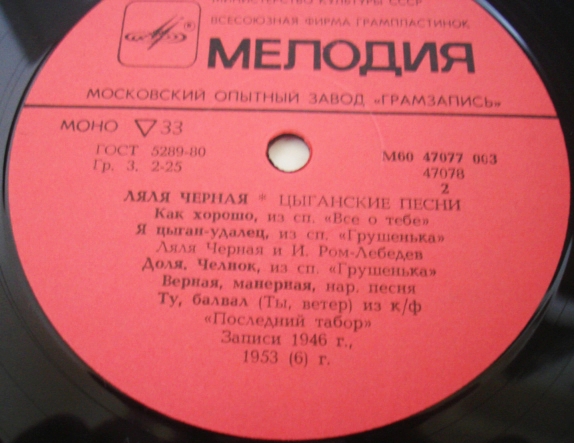 МИНИСТЕРСТВО КУЛЬТУРЫ СССР
ВСЕСОЮЗНАЯ ФИРМА ГРАМПЛАСТИНОК
МЕЛОДИЯ
МОСКОВСКИЙ ОПЫТНЫЙ ЗАВОД «ГРАМЗАПИСЬ»
МОНО 33
ГОСТ 5289-80
Гр. 3. 2-25
М60 47077 003
47078
2
ЛЯЛЯ ЧЕРНАЯ * ЦЫГАНСКИЕ ПЕСНИ
Как хорошо, из сп. «Все о тебе»
Я цыган-удалец, из сп. «Грушенька»
Ляля Черная и И. Ром-Лебедев
Доля, Челнок, из сп. «Грушенька»
Верная, манерная, нар. песня
Ту, балвал (Ты, ветер) из к/ф
«Последний табор»
Записи 1946 г.,
1953 (6) г.